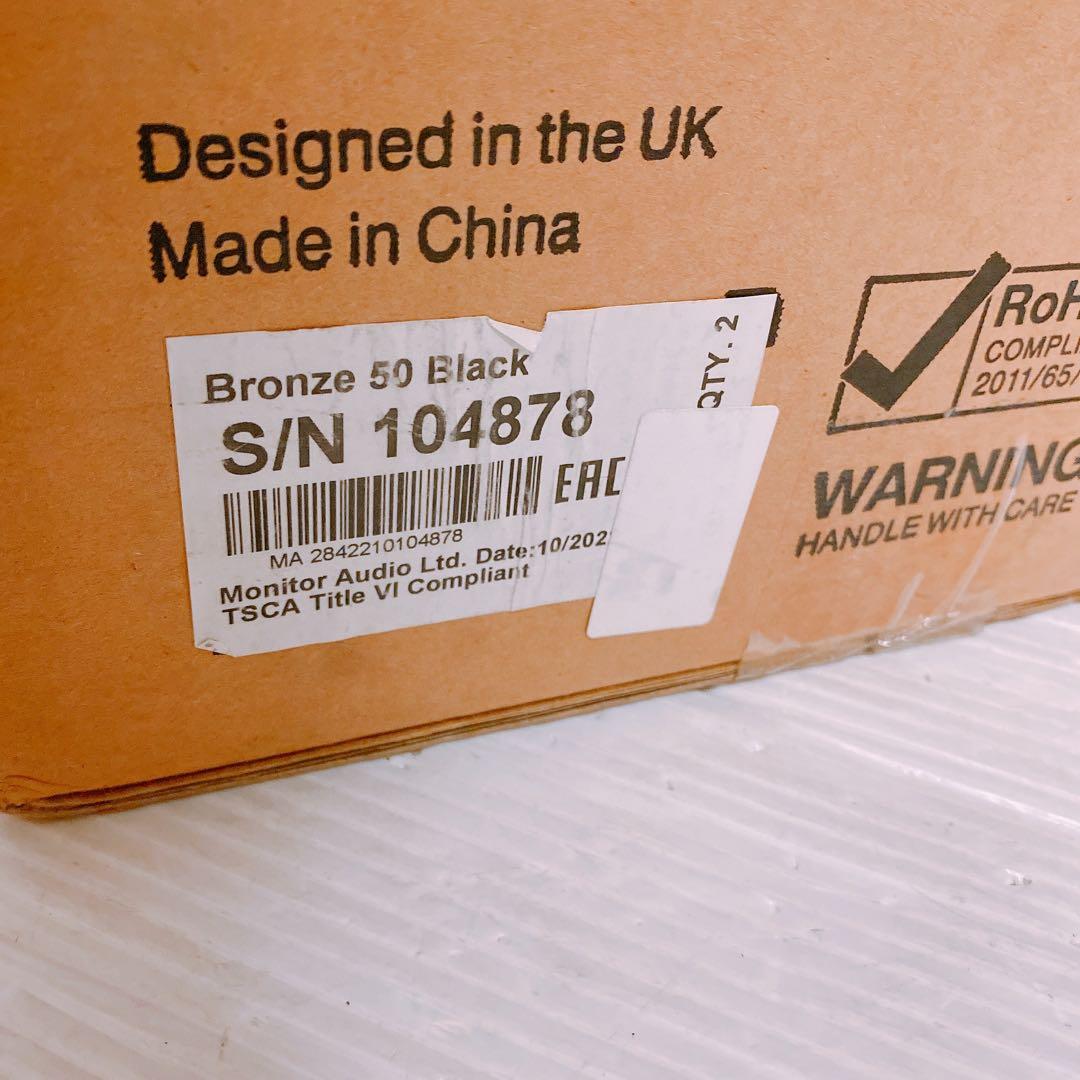 Designed in the UK
Made in China
Bronze 50 Black
QTY. 2
S/N 104878
EAC
MA 2842210104878
Monitor Audio Ltd. Date:10/202
TSCA Title VI Compliant
RoH
COMPLI
2011/65/
WARNING
HANDLE WITH CARE